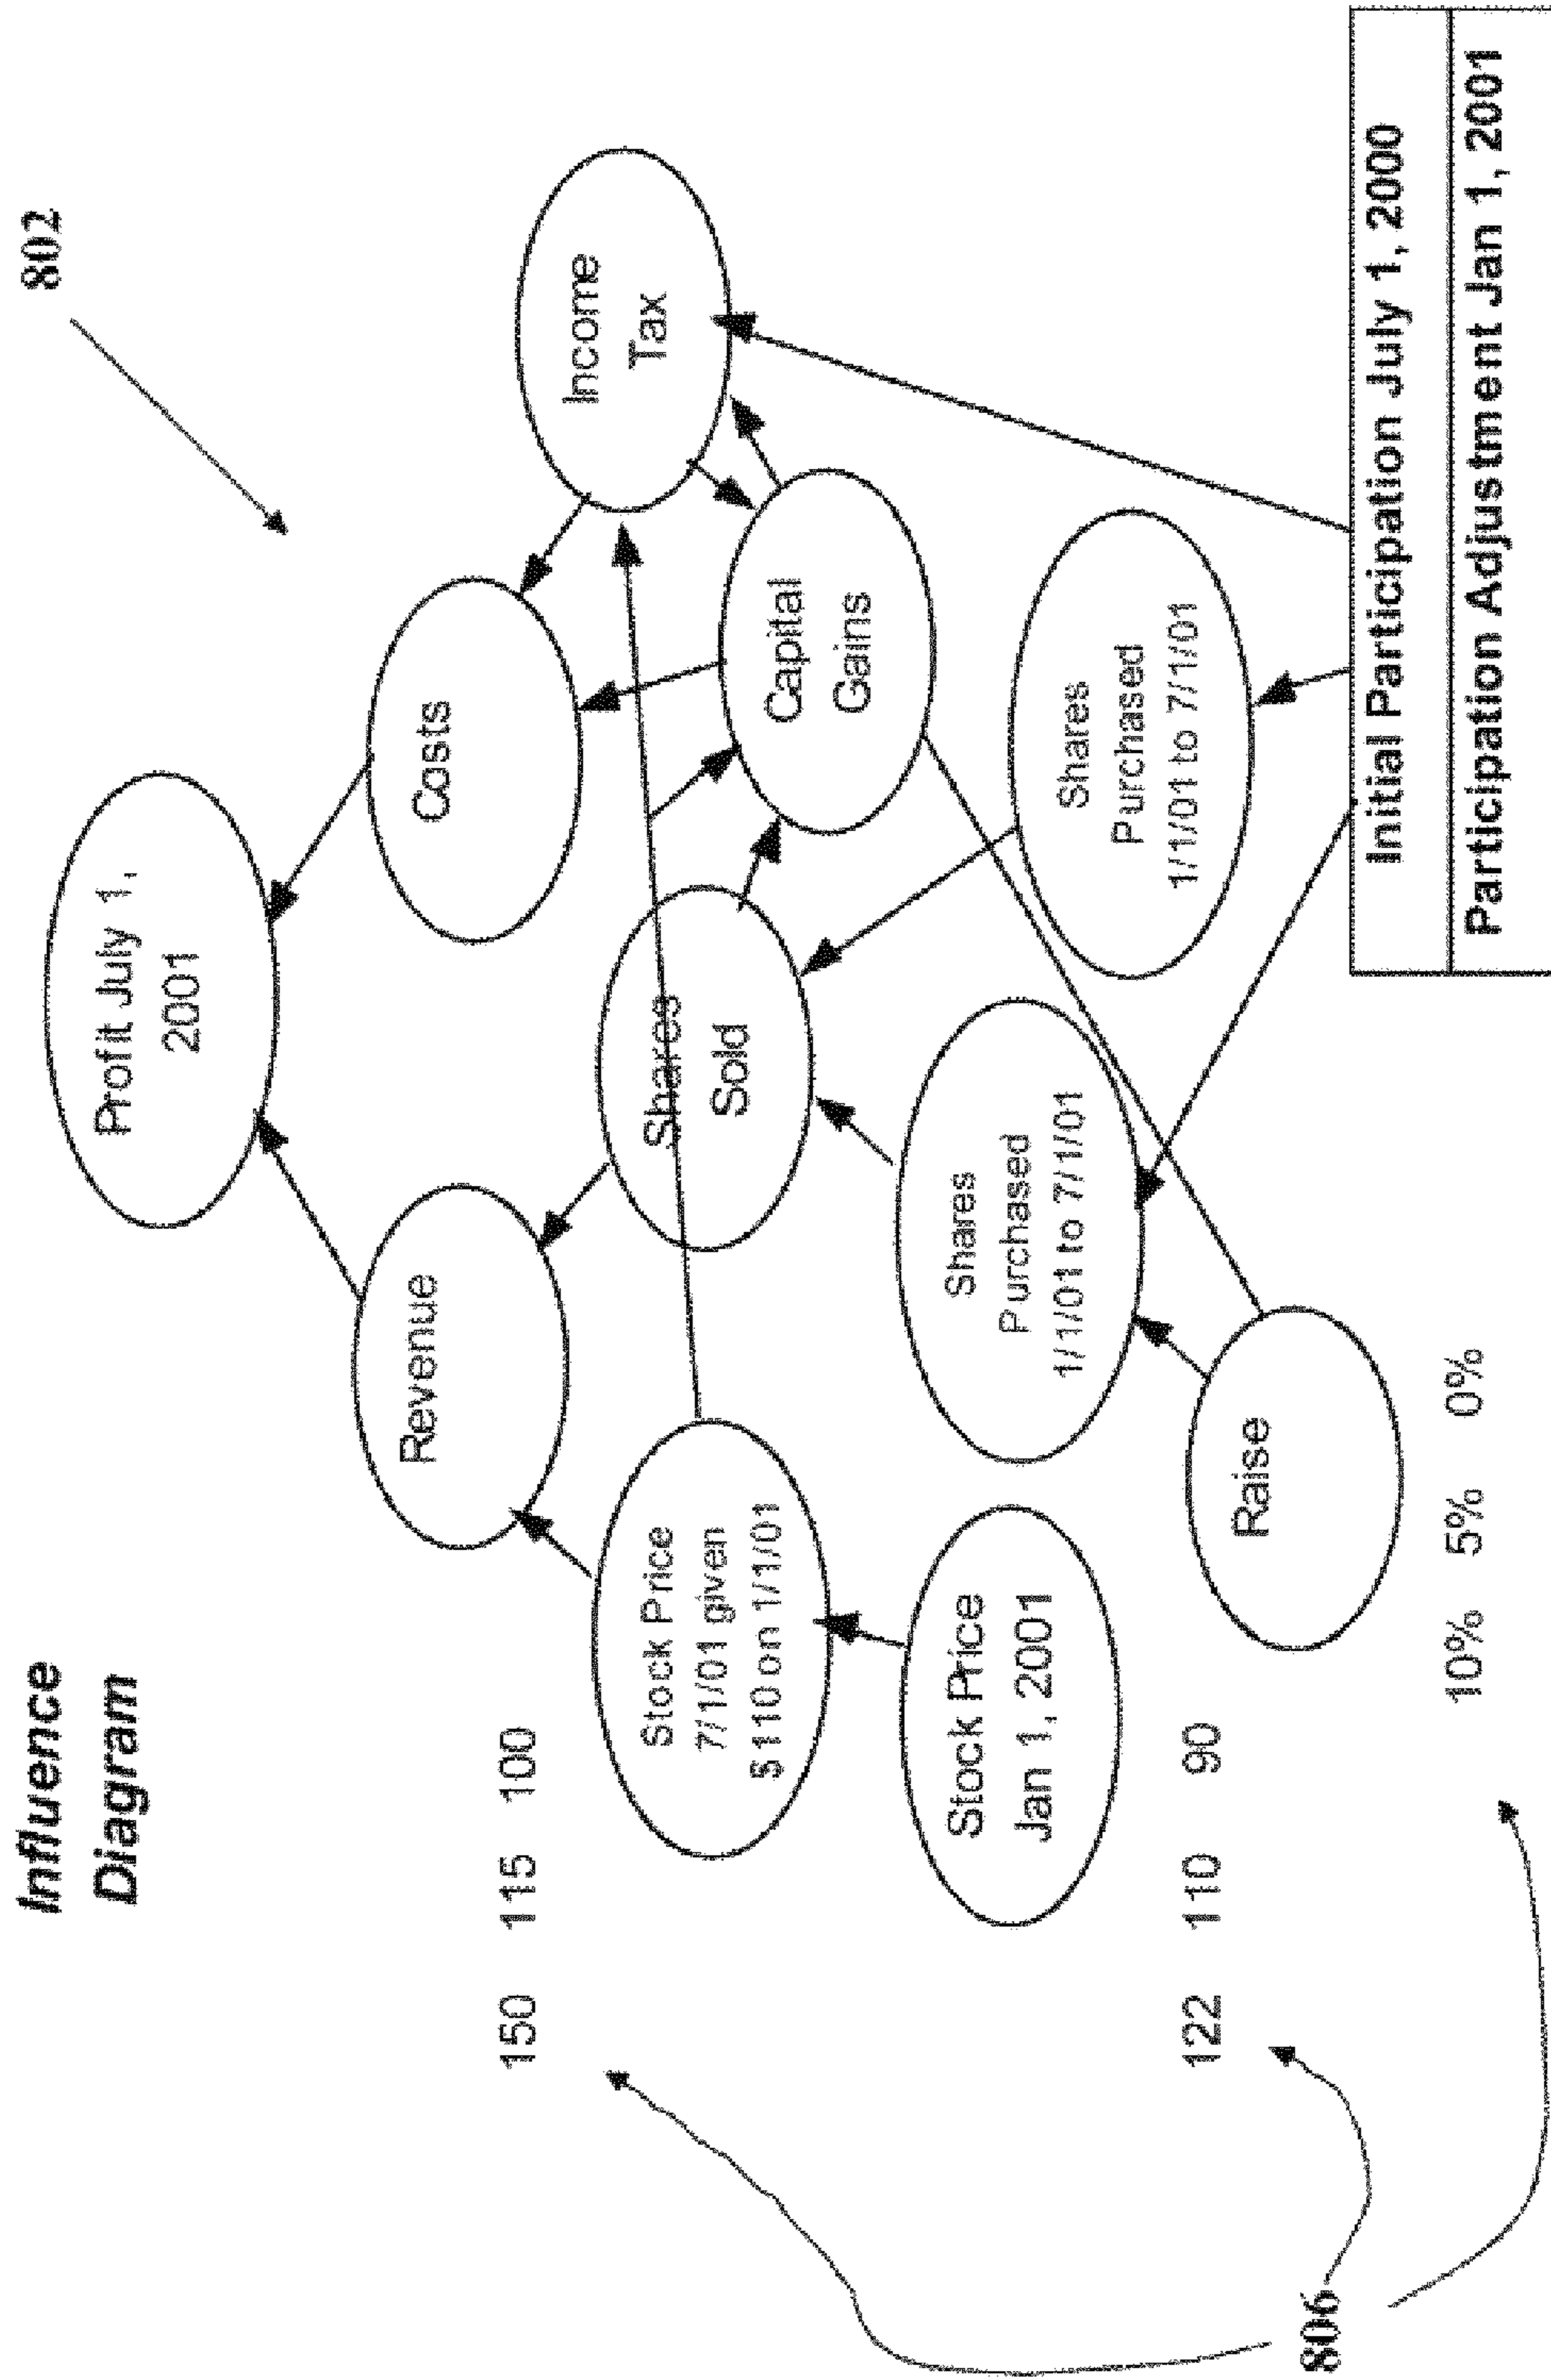 Influence
Diagram
802
Profit July 1,
2001
Revenue
Costs
150 115 100
Stock Price
7/1/01 given
$110 on 1/1/01
Shares
Sold
Income
Tax
Capital
Gains
Stock Price
Jan 1, 2001
Shares
Purchased
1/1/01 to 7/1/01
Shares
Purchased
1/1/01 to 7/1/01
122 110 90
Raise
10% 5% 0%
806
Initial Participation July 1, 2000
Participation Adjustment Jan 1, 2001